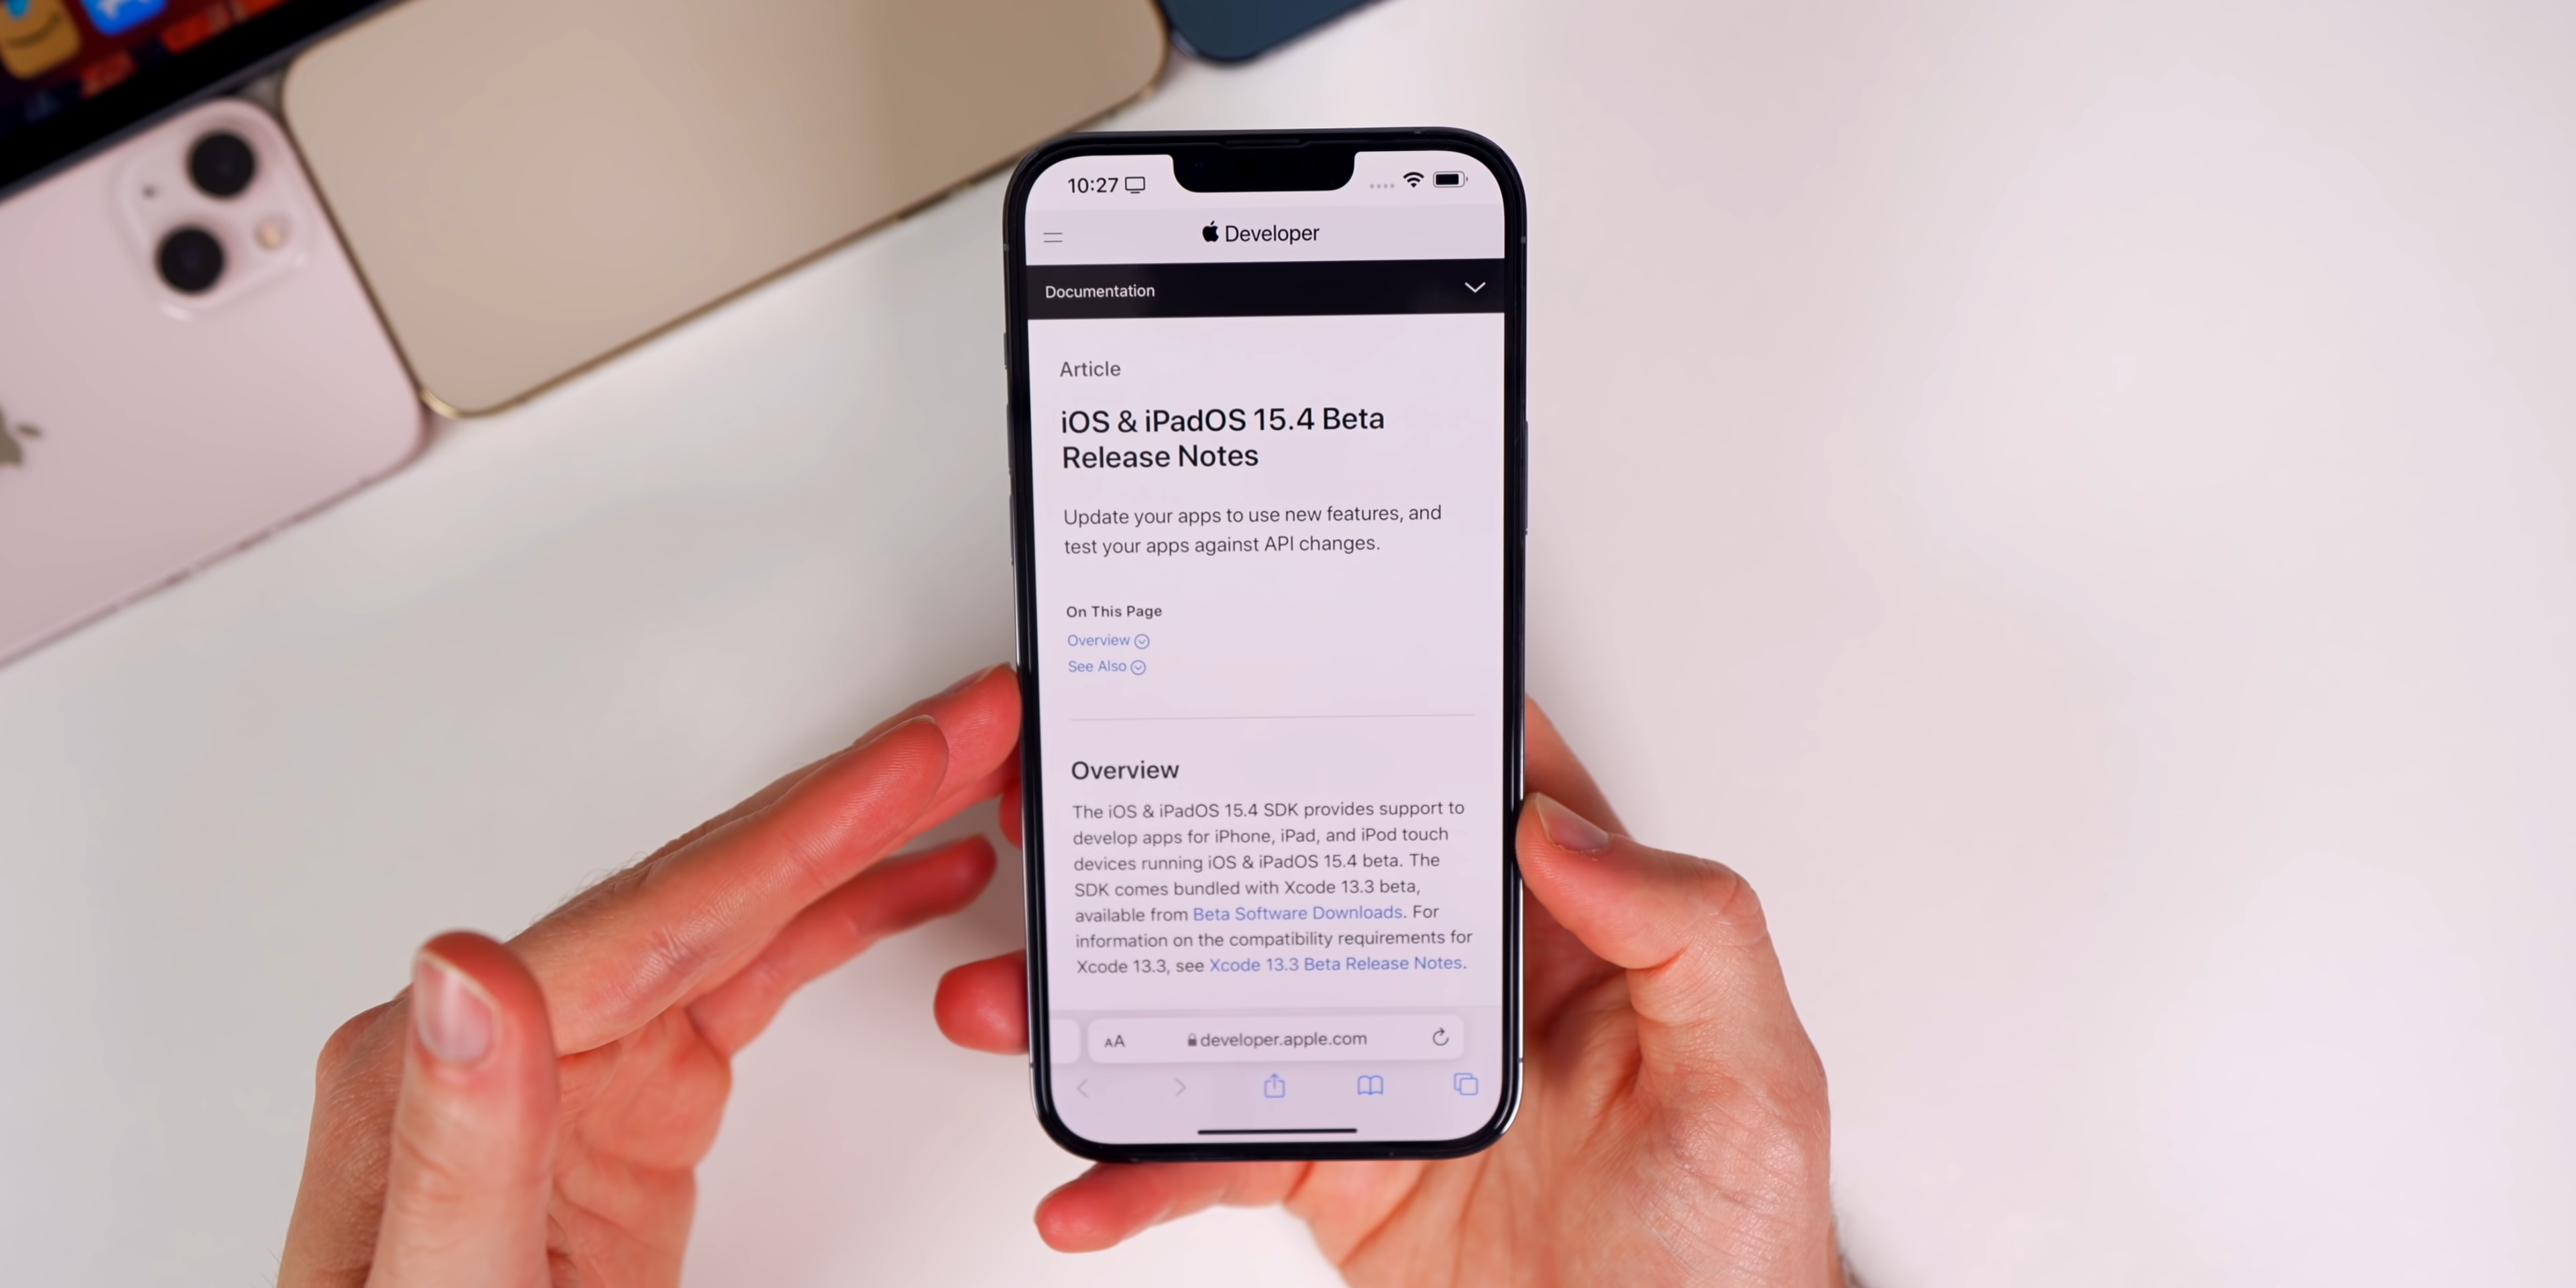 10:27
Developer
Documentation
Article
iOS & iPadOS 15.4 Beta
Release Notes
Update your apps to use new features, and
test your apps against API changes.
On This Page
Overview
See Also
Overview
The iOS & iPadOS 15.4 SDK provides support to
develop apps for iPhone, iPad, and iPod touch
devices running iOS & iPadOS 15.4 beta. The
SDK comes bundled with Xcode 13.3 beta,
available from Beta Software Downloads. For
information on the compatibility requirements for
Xcode 13.3, see Xcode 13.3 Beta Release Notes.
AA developer.apple.com